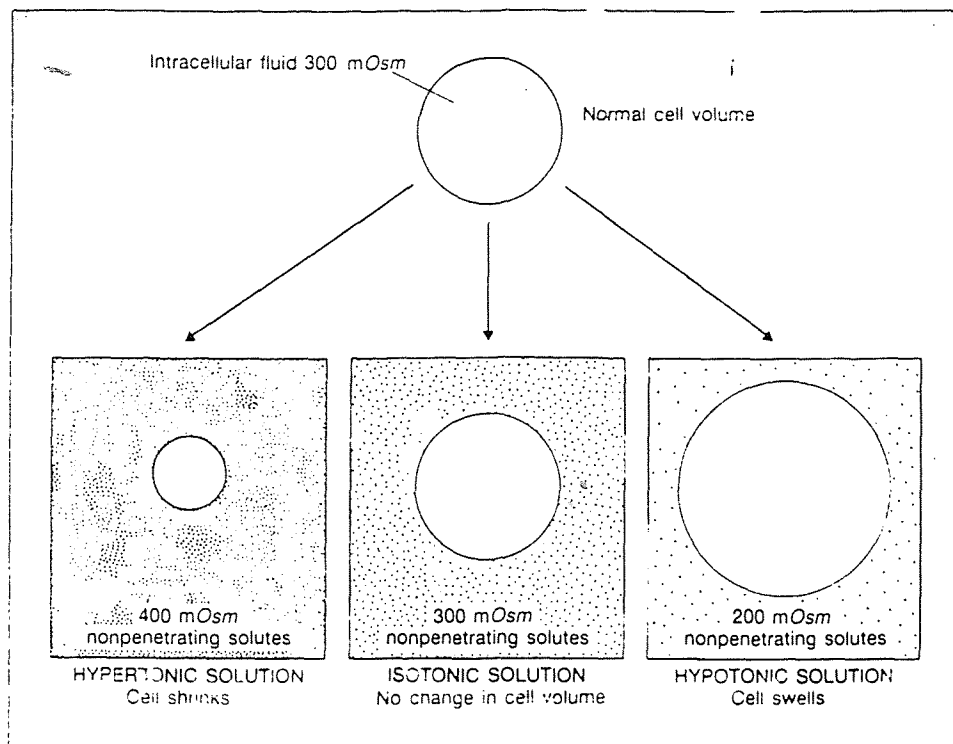 Intracellular fluid 300 mOsm
Normal cell volume
400 mOsm
nonpenetrating solutes
300 mOsm
nonpenetrating solutes
200 mOsm
nonpenetrating solutes
HYPERTONIC SOLUTION
Cell shrinks
ISOTONIC SOLUTION
No change in cell volume
HYPOTONIC SOLUTION
Cell swells